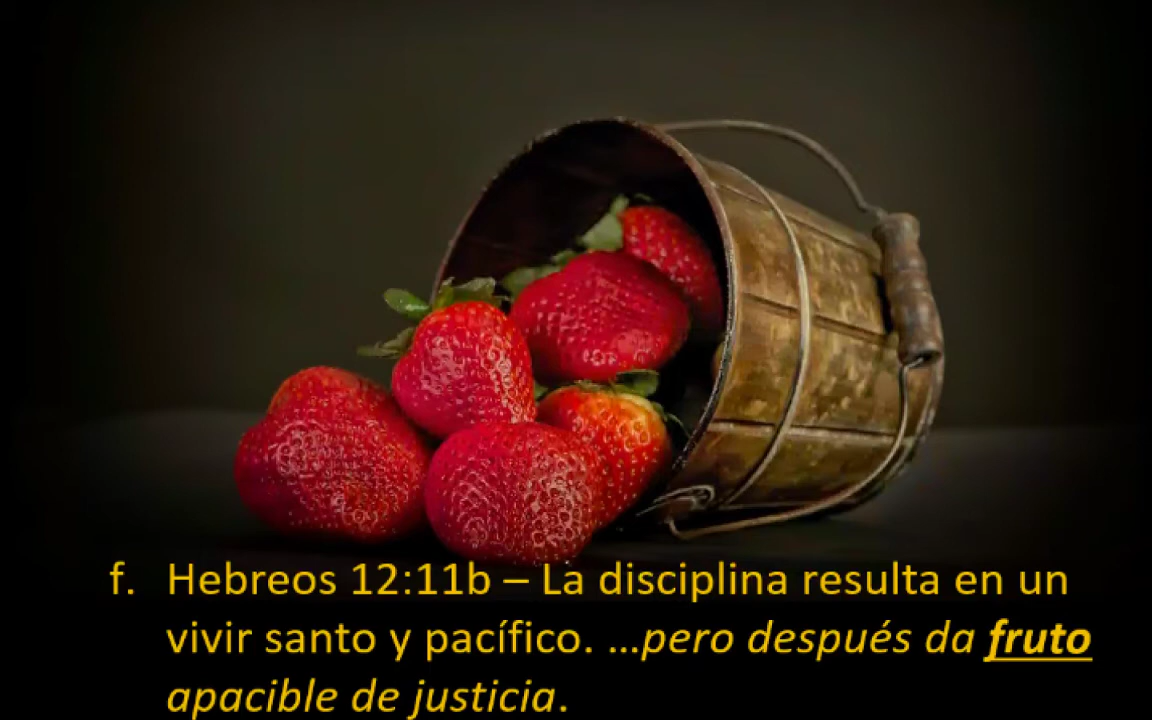 f. Hebreos 12:11b – La disciplina resulta en un
vivir santo y pacífico. …pero después da fruto
apacible de justicia.